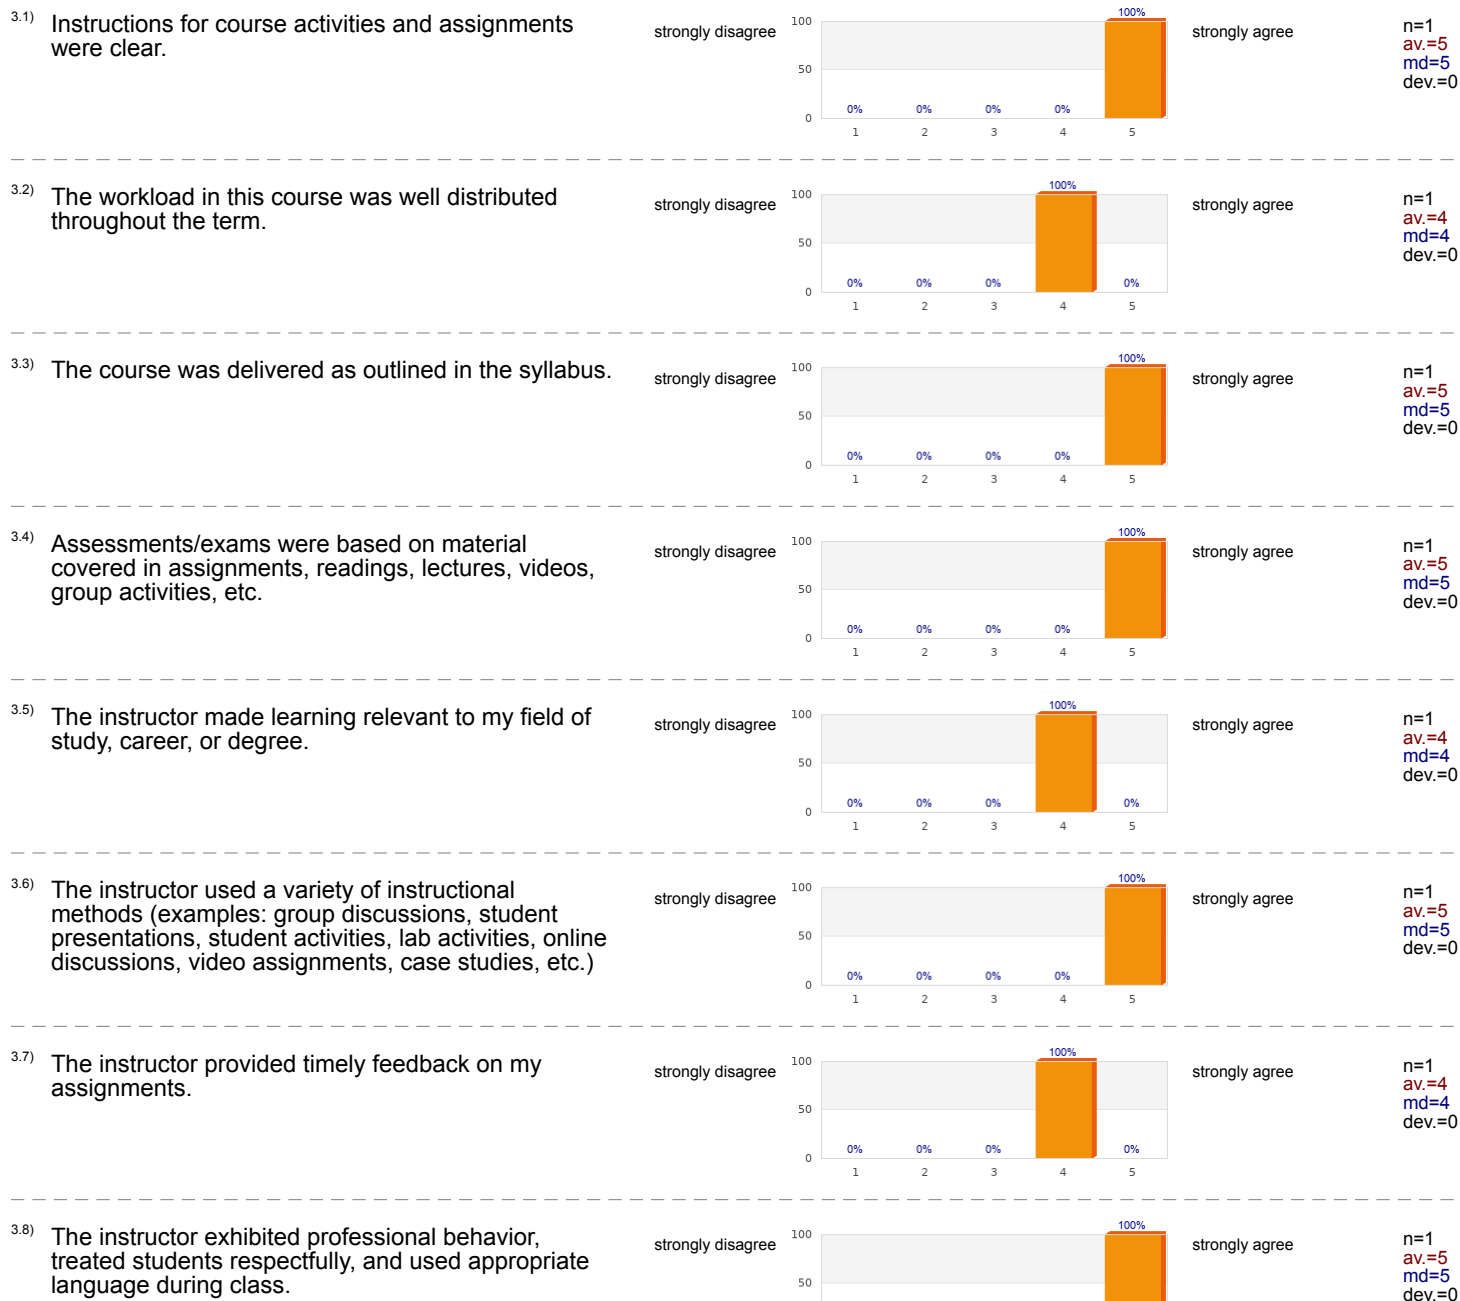 3.1) Instructions for course activities and assignments
were clear.
strongly disagree
100
50
0
0% 0% 0% 0% 100%
1 2 3 4 5
strongly agree
n=1
av.=5
md=5
dev.=0
3.2) The workload in this course was well distributed
throughout the term.
strongly disagree
100
50
0
0% 0% 0% 100% 0%
1 2 3 4 5
strongly agree
n=1
av.=4
md=4
dev.=0
3.3) The course was delivered as outlined in the syllabus.
strongly disagree
100
50
0
0% 0% 0% 0% 100%
1 2 3 4 5
strongly agree
n=1
av.=5
md=5
dev.=0
3.4) Assessments/exams were based on material
covered in assignments, readings, lectures, videos,
group activities, etc.
strongly disagree
100
50
0
0% 0% 0% 0% 100%
1 2 3 4 5
strongly agree
n=1
av.=5
md=5
dev.=0
3.5) The instructor made learning relevant to my field of
study, career, or degree.
strongly disagree
100
50
0
0% 0% 0% 100% 0%
1 2 3 4 5
strongly agree
n=1
av.=4
md=4
dev.=0
3.6) The instructor used a variety of instructional
methods (examples: group discussions, student
presentations, student activities, lab activities, online
discussions, video assignments, case studies, etc.)
strongly disagree
100
50
0
0% 0% 0% 0% 100%
1 2 3 4 5
strongly agree
n=1
av.=5
md=5
dev.=0
3.7) The instructor provided timely feedback on my
assignments.
strongly disagree
100
50
0
0% 0% 0% 100% 0%
1 2 3 4 5
strongly agree
n=1
av.=4
md=4
dev.=0
3.8) The instructor exhibited professional behavior,
treated students respectfully, and used appropriate
language during class.
strongly disagree
100
50
100%
strongly agree
n=1
av.=5
md=5
dev.=0